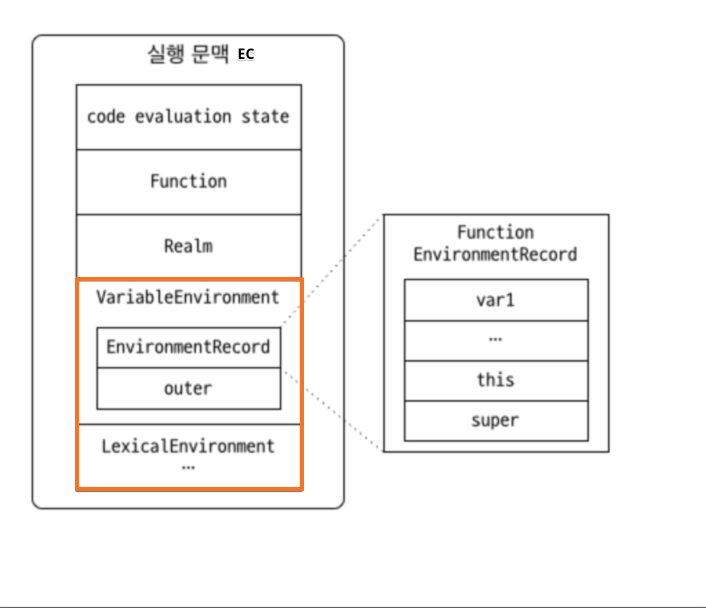 실행 문맥 EC
code evaluation state
Function
Realm
VariableEnvironment
EnvironmentRecord
outer
LexicalEnvironment
...
Function
EnvironmentRecord
var1
...
this
super